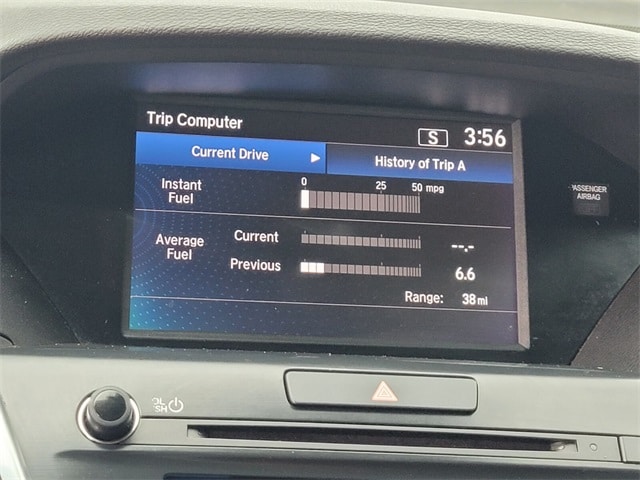 Trip Computer
S 3:56
Current Drive
History of Trip A
Instant
Fuel
0 25 50 mpg
PASSENGER
AIRBAG
Average
Fuel
Current --.-
Previous 6.6
Range: 38 mi